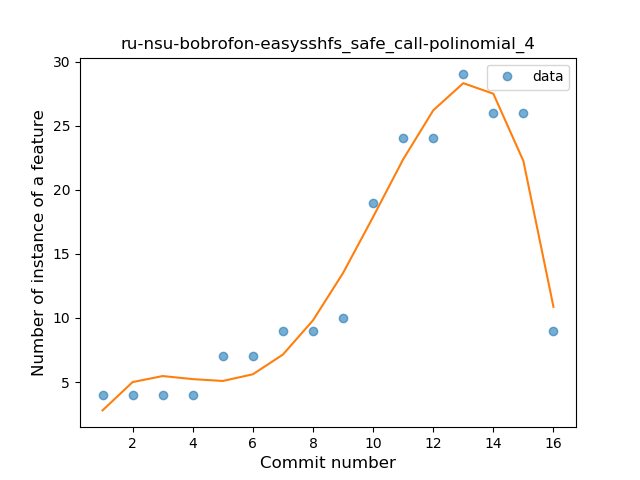 ru-nsu-bobrofon-easysshfs_safe_call-polinomial_4
data
Number of instance of a feature
30
25
20
15
10
5
2 4 6 8 10 12 14 16
Commit number